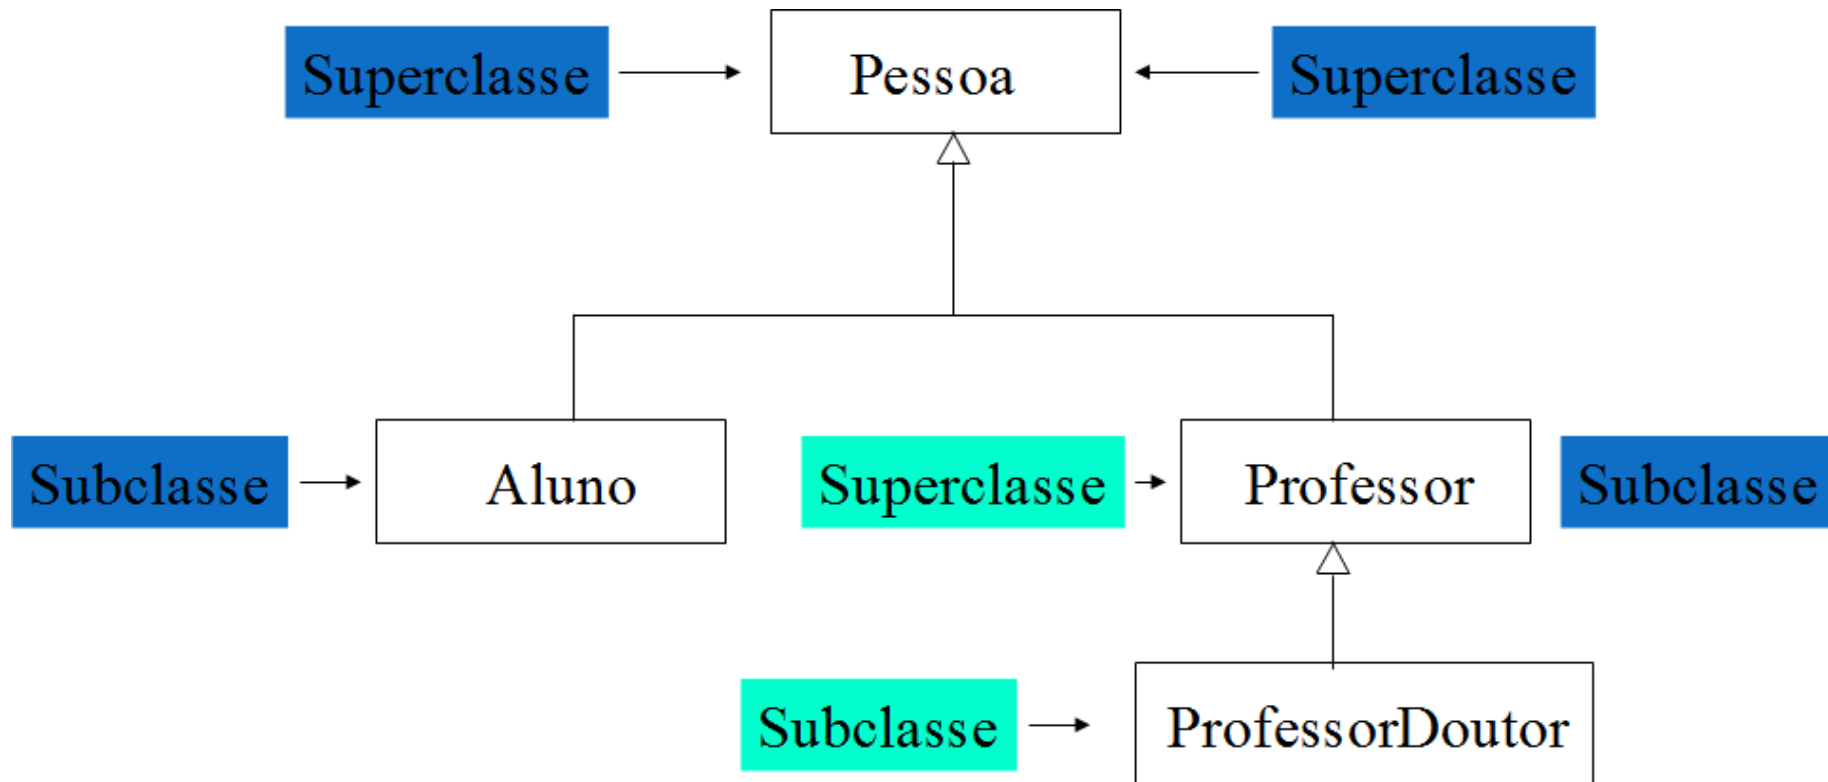 Superclasse
Pessoa
Superclasse
Subclasse
Aluno
Superclasse
Professor
Subclasse
Subclasse
ProfessorDoutor